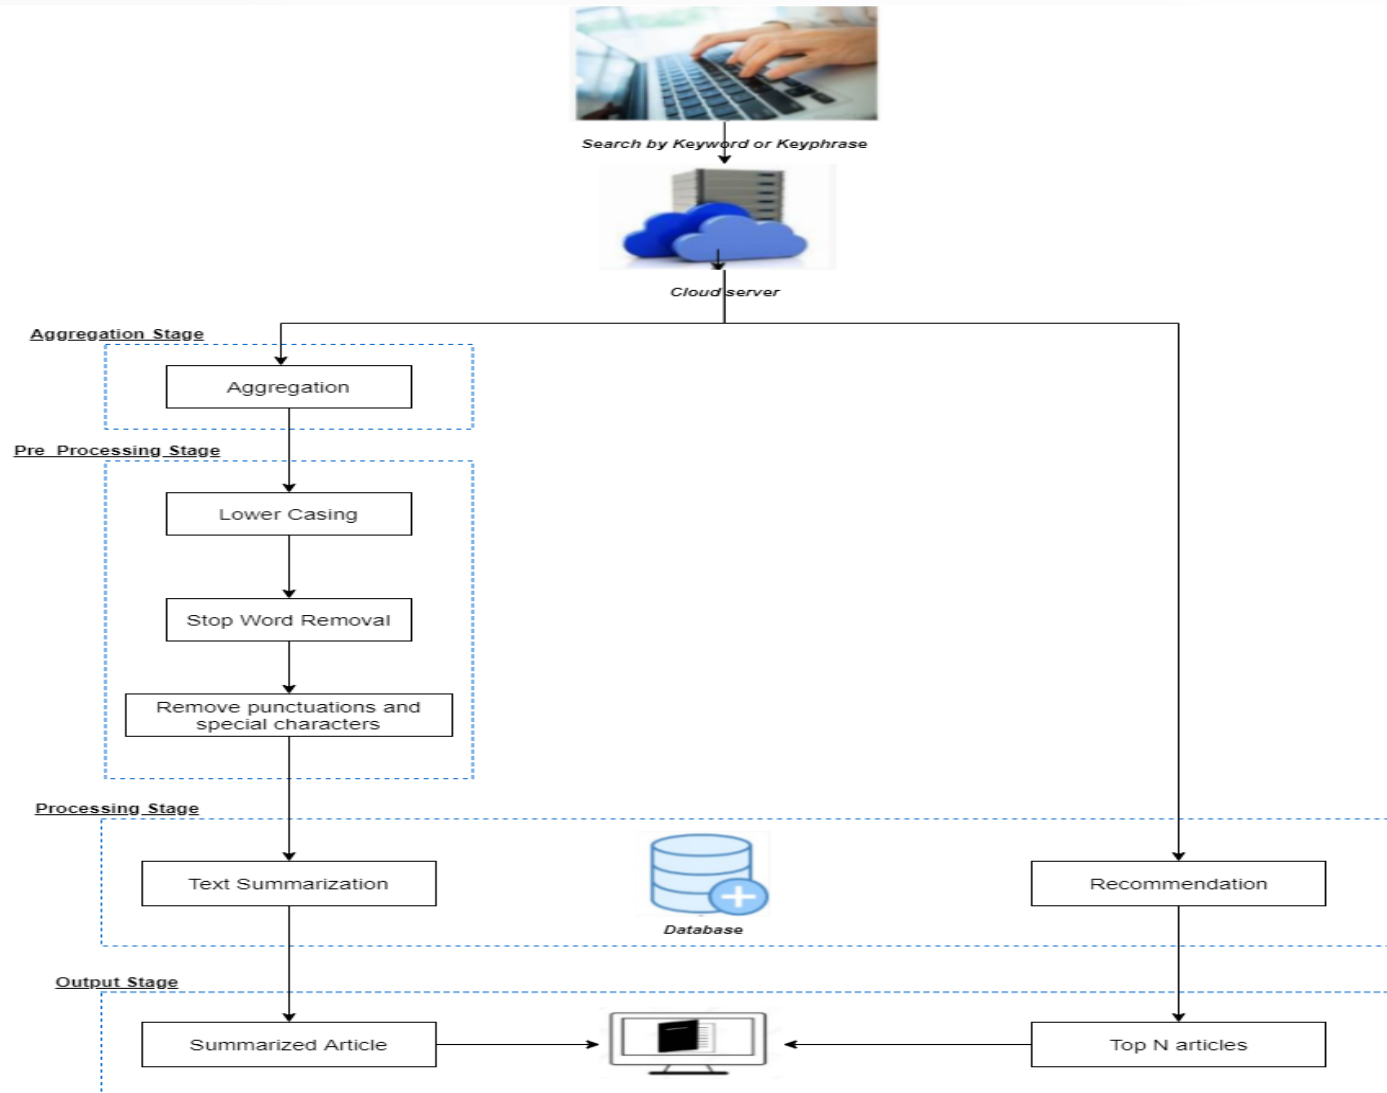 Search by Keyword or Keyphrase
Cloud server
Aggregation Stage
Aggregation
Pre Processing Stage
Lower Casing
Stop Word Removal
Remove punctuations and
special characters
Processing Stage
Text Summarization
Database
Recommendation
Output Stage
Summarized Article
Top N articles